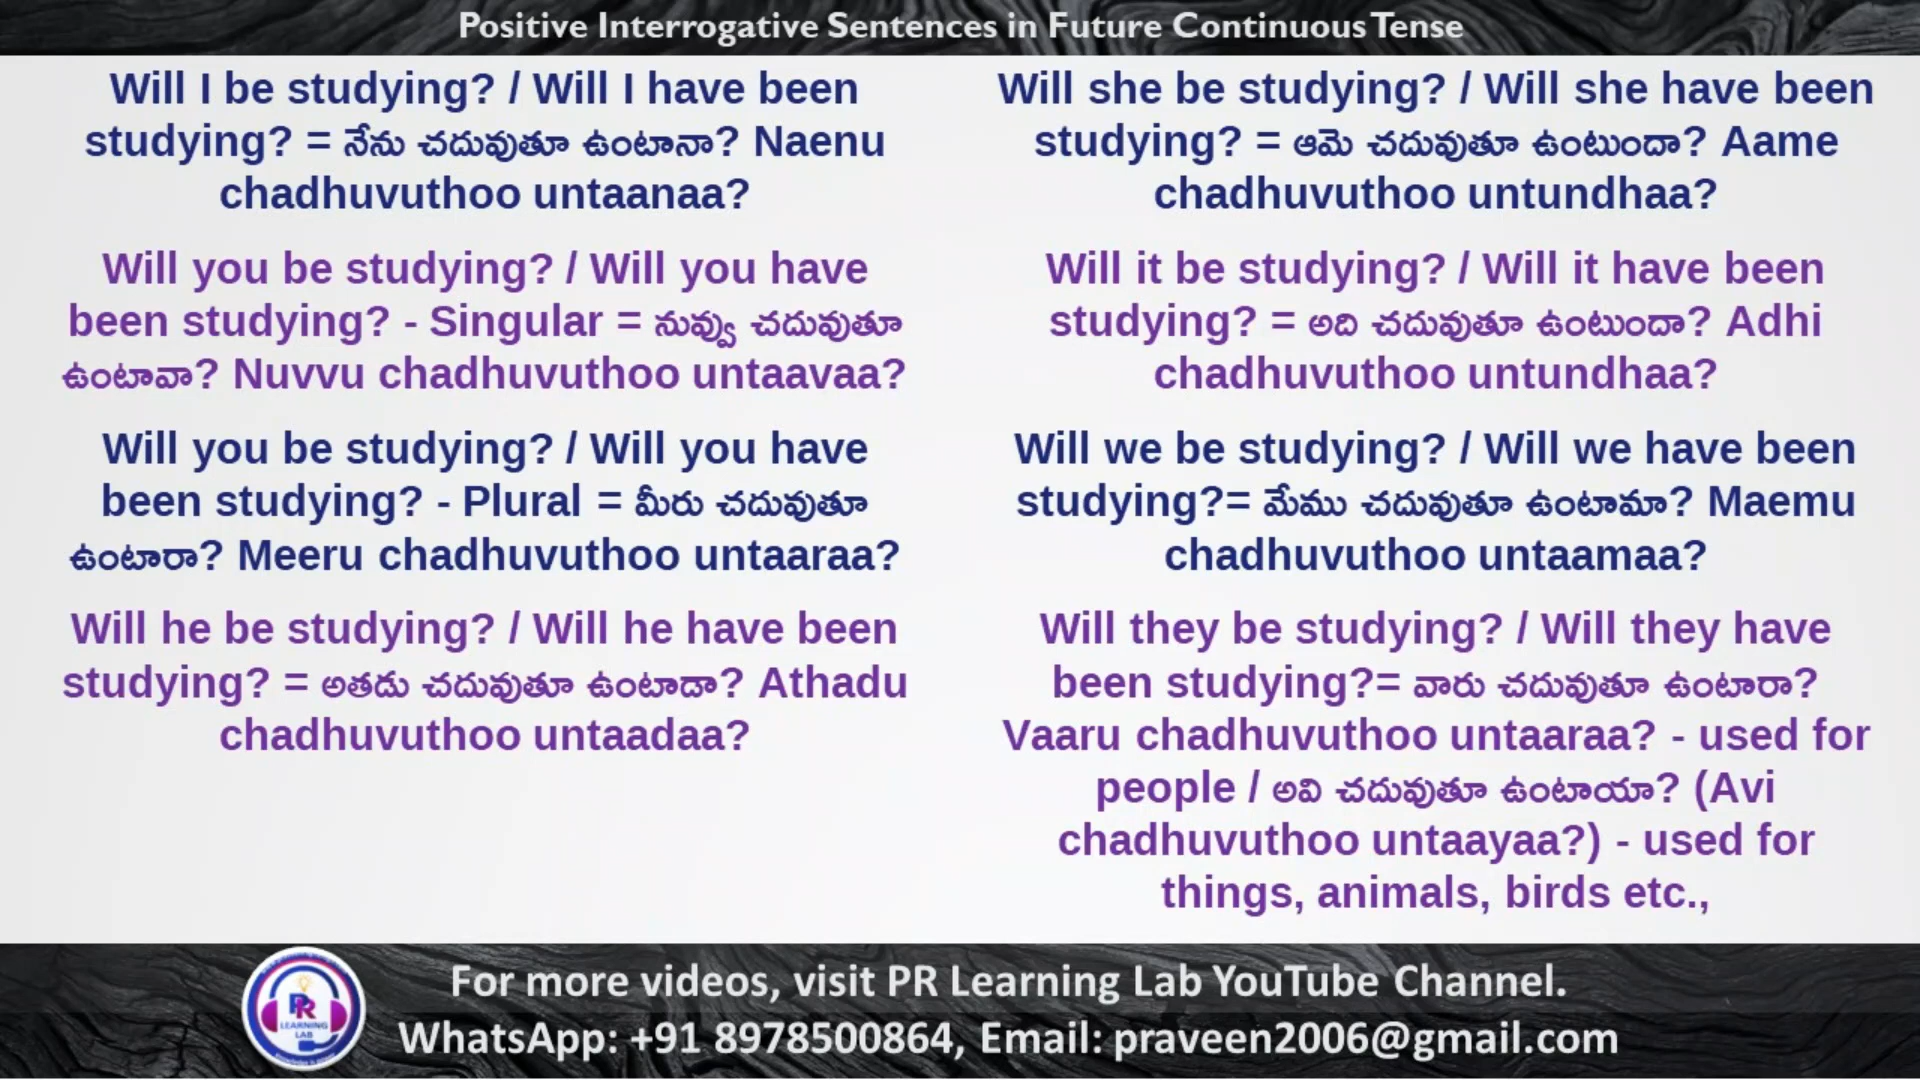 Positive Interrogative Sentences in Future Continuous Tense
Will I be studying? / Will I have been
studying? = నేను చదువుతూ ఉంటానా? Naenu
chadhuvuthoo untaanaa?
Will you be studying? / Will you have
been studying? - Singular = నువ్వు చదువుతూ
ఉంటావా? Nuvvu chadhuvuthoo untaavaa?
Will you be studying? / Will you have
been studying? - Plural = మీరు చదువుతూ
ఉంటారా? Meeru chadhuvuthoo untaaraa?
Will he be studying? / Will he have been
studying? = అతడు చదువుతూ ఉంటాడా? Athadu
chadhuvuthoo untaadaa?
Will she be studying? / Will she have been
studying? = ఆమె చదువుతూ ఉంటుందా? Aame
chadhuvuthoo untundhaa?
Will it be studying? / Will it have been
studying? = అది చదువుతూ ఉంటుందా? Adhi
chadhuvuthoo untundhaa?
Will we be studying? / Will we have been
studying?= మేము చదువుతూ ఉంటామా? Maemu
chadhuvuthoo untaamaa?
Will they be studying? / Will they have
been studying?= వారు చదువుతూ ఉంటారా?
Vaaru chadhuvuthoo untaaraa? - used for
people / అవి చదువుతూ ఉంటాయా? (Avi
chadhuvuthoo untaayaa?) - used for
things, animals, birds etc.,
PR
LEARNING
LAB
For more videos, visit PR Learning Lab YouTube Channel.
WhatsApp: +91 8978500864, Email: praveen2006@gmail.com